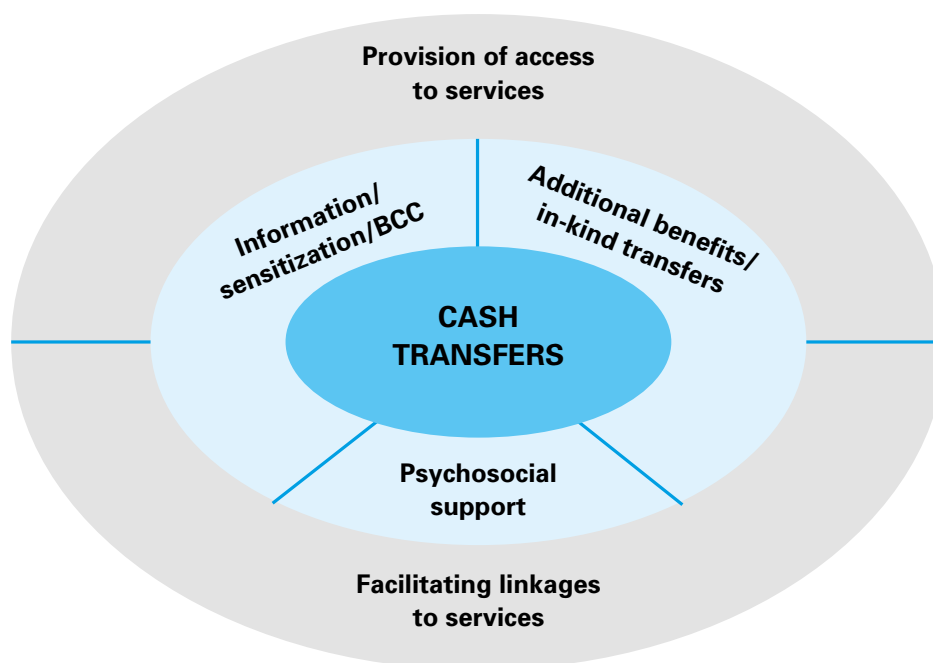 Provision of access
to services
Information/
sensitization/BCC
Additional benefits/
in-kind transfers
CASH
TRANSFERS
Psychosocial
support
Facilitating linkages
to services